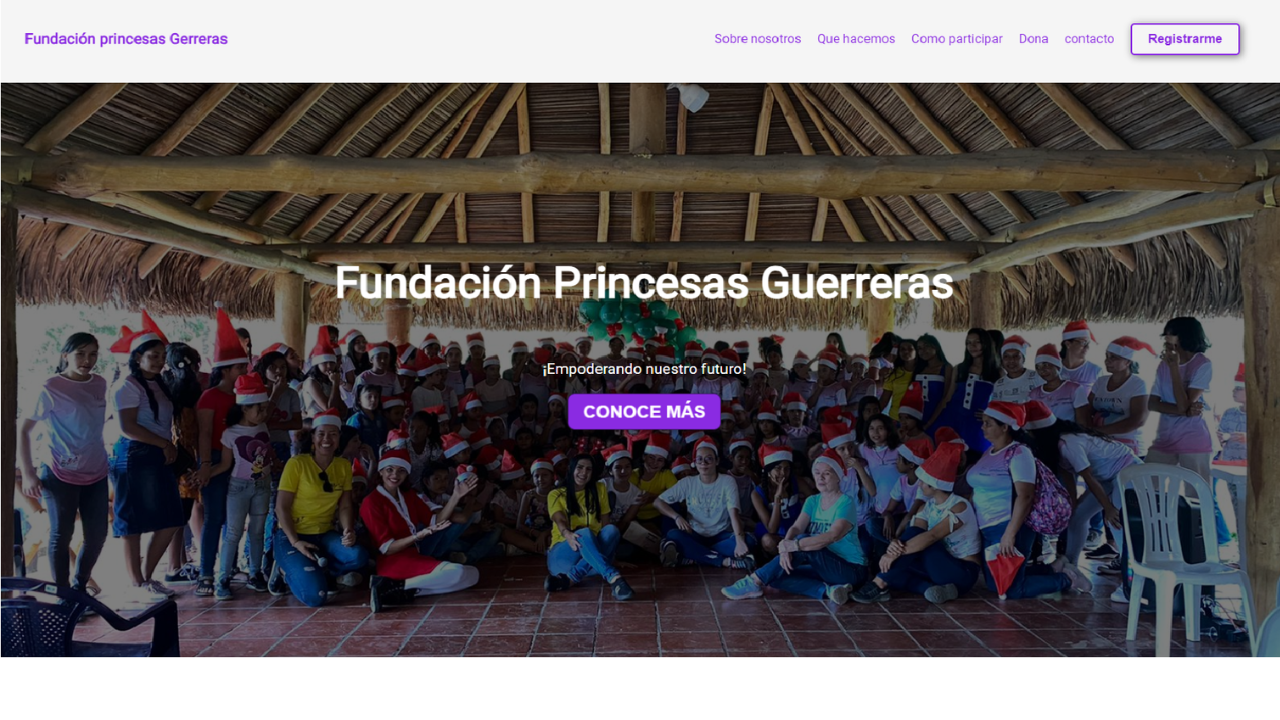 Fundación princesas Gerreras
Sobre nosotros Que hacemos Como participar Dona contacto Registrarme
Fundación Princesas Guerreras
¡Empoderando nuestro futuro!
CONOCE MÁS